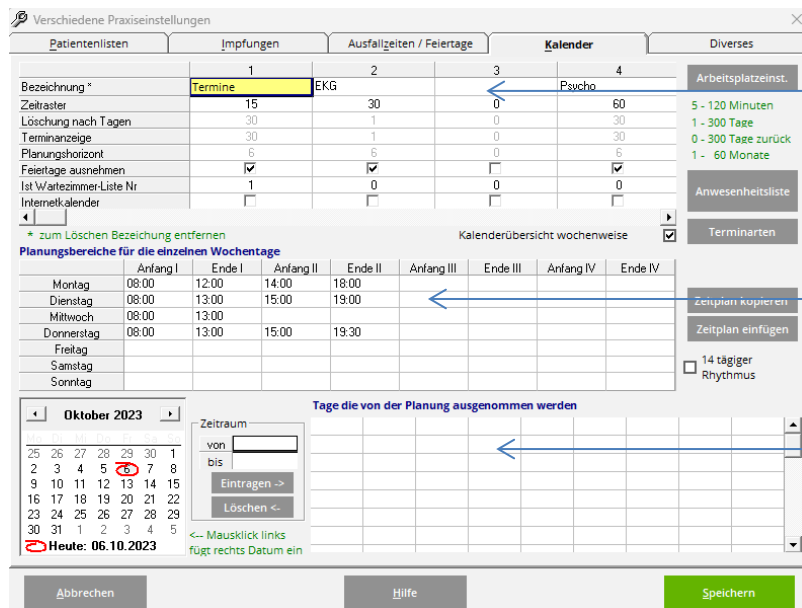 Verschiedene Praxiseinstellungen
Patientenlisten Impfungen Ausfallzeiten / Feiertage Kalender Diverses
1 2 3 4
Bezeichnung * Termine EKG Psycho
Zeitraster 15 30 0 60
Löschung nach Tagen 30 1 0 30
Terminanzeige 30 1 0 30
Planungshorizont 6 6 0 6
Feiertage ausnehmen
Ist Wartezimmer-Liste Nr 1 0 0 0
Internetkalender
Arbeitsplatzeinst.
5 - 120 Minuten
1 - 300 Tage
0 - 300 Tage zurück
1 - 60 Monate
Anwesenheitsliste
Terminarten
* zum Löschen Bezeichung entfernen Kalenderübersicht wochenweise
Planungsbereiche für die einzelnen Wochentage
Anfang I Ende I Anfang II Ende II Anfang III Ende III Anfang IV Ende IV
Montag 08:00 12:00 14:00 18:00
Dienstag 08:00 13:00 15:00 19:00
Mittwoch 08:00 13:00
Donnerstag 08:00 13:00 15:00 19:30
Freitag
Samstag
Sonntag
Zeitplan kopieren
Zeitplan einfügen
14 tägiger
Rhythmus
Oktober 2023
Mo Di Mi Do Fr Sa So
25 26 27 28 29 30 1
2 3 4 5 6 7 8
9 10 11 12 13 14 15
16 17 18 19 20 21 22
23 24 25 26 27 28 29
30 31 1 2 3 4 5
Heute: 06.10.2023
Zeitraum
von
bis
Eintragen ->
Löschen <-
<-- Mausklick links
fügt rechts Datum ein
Tage die von der Planung ausgenommen werden
Abbrechen Hilfe Speichern